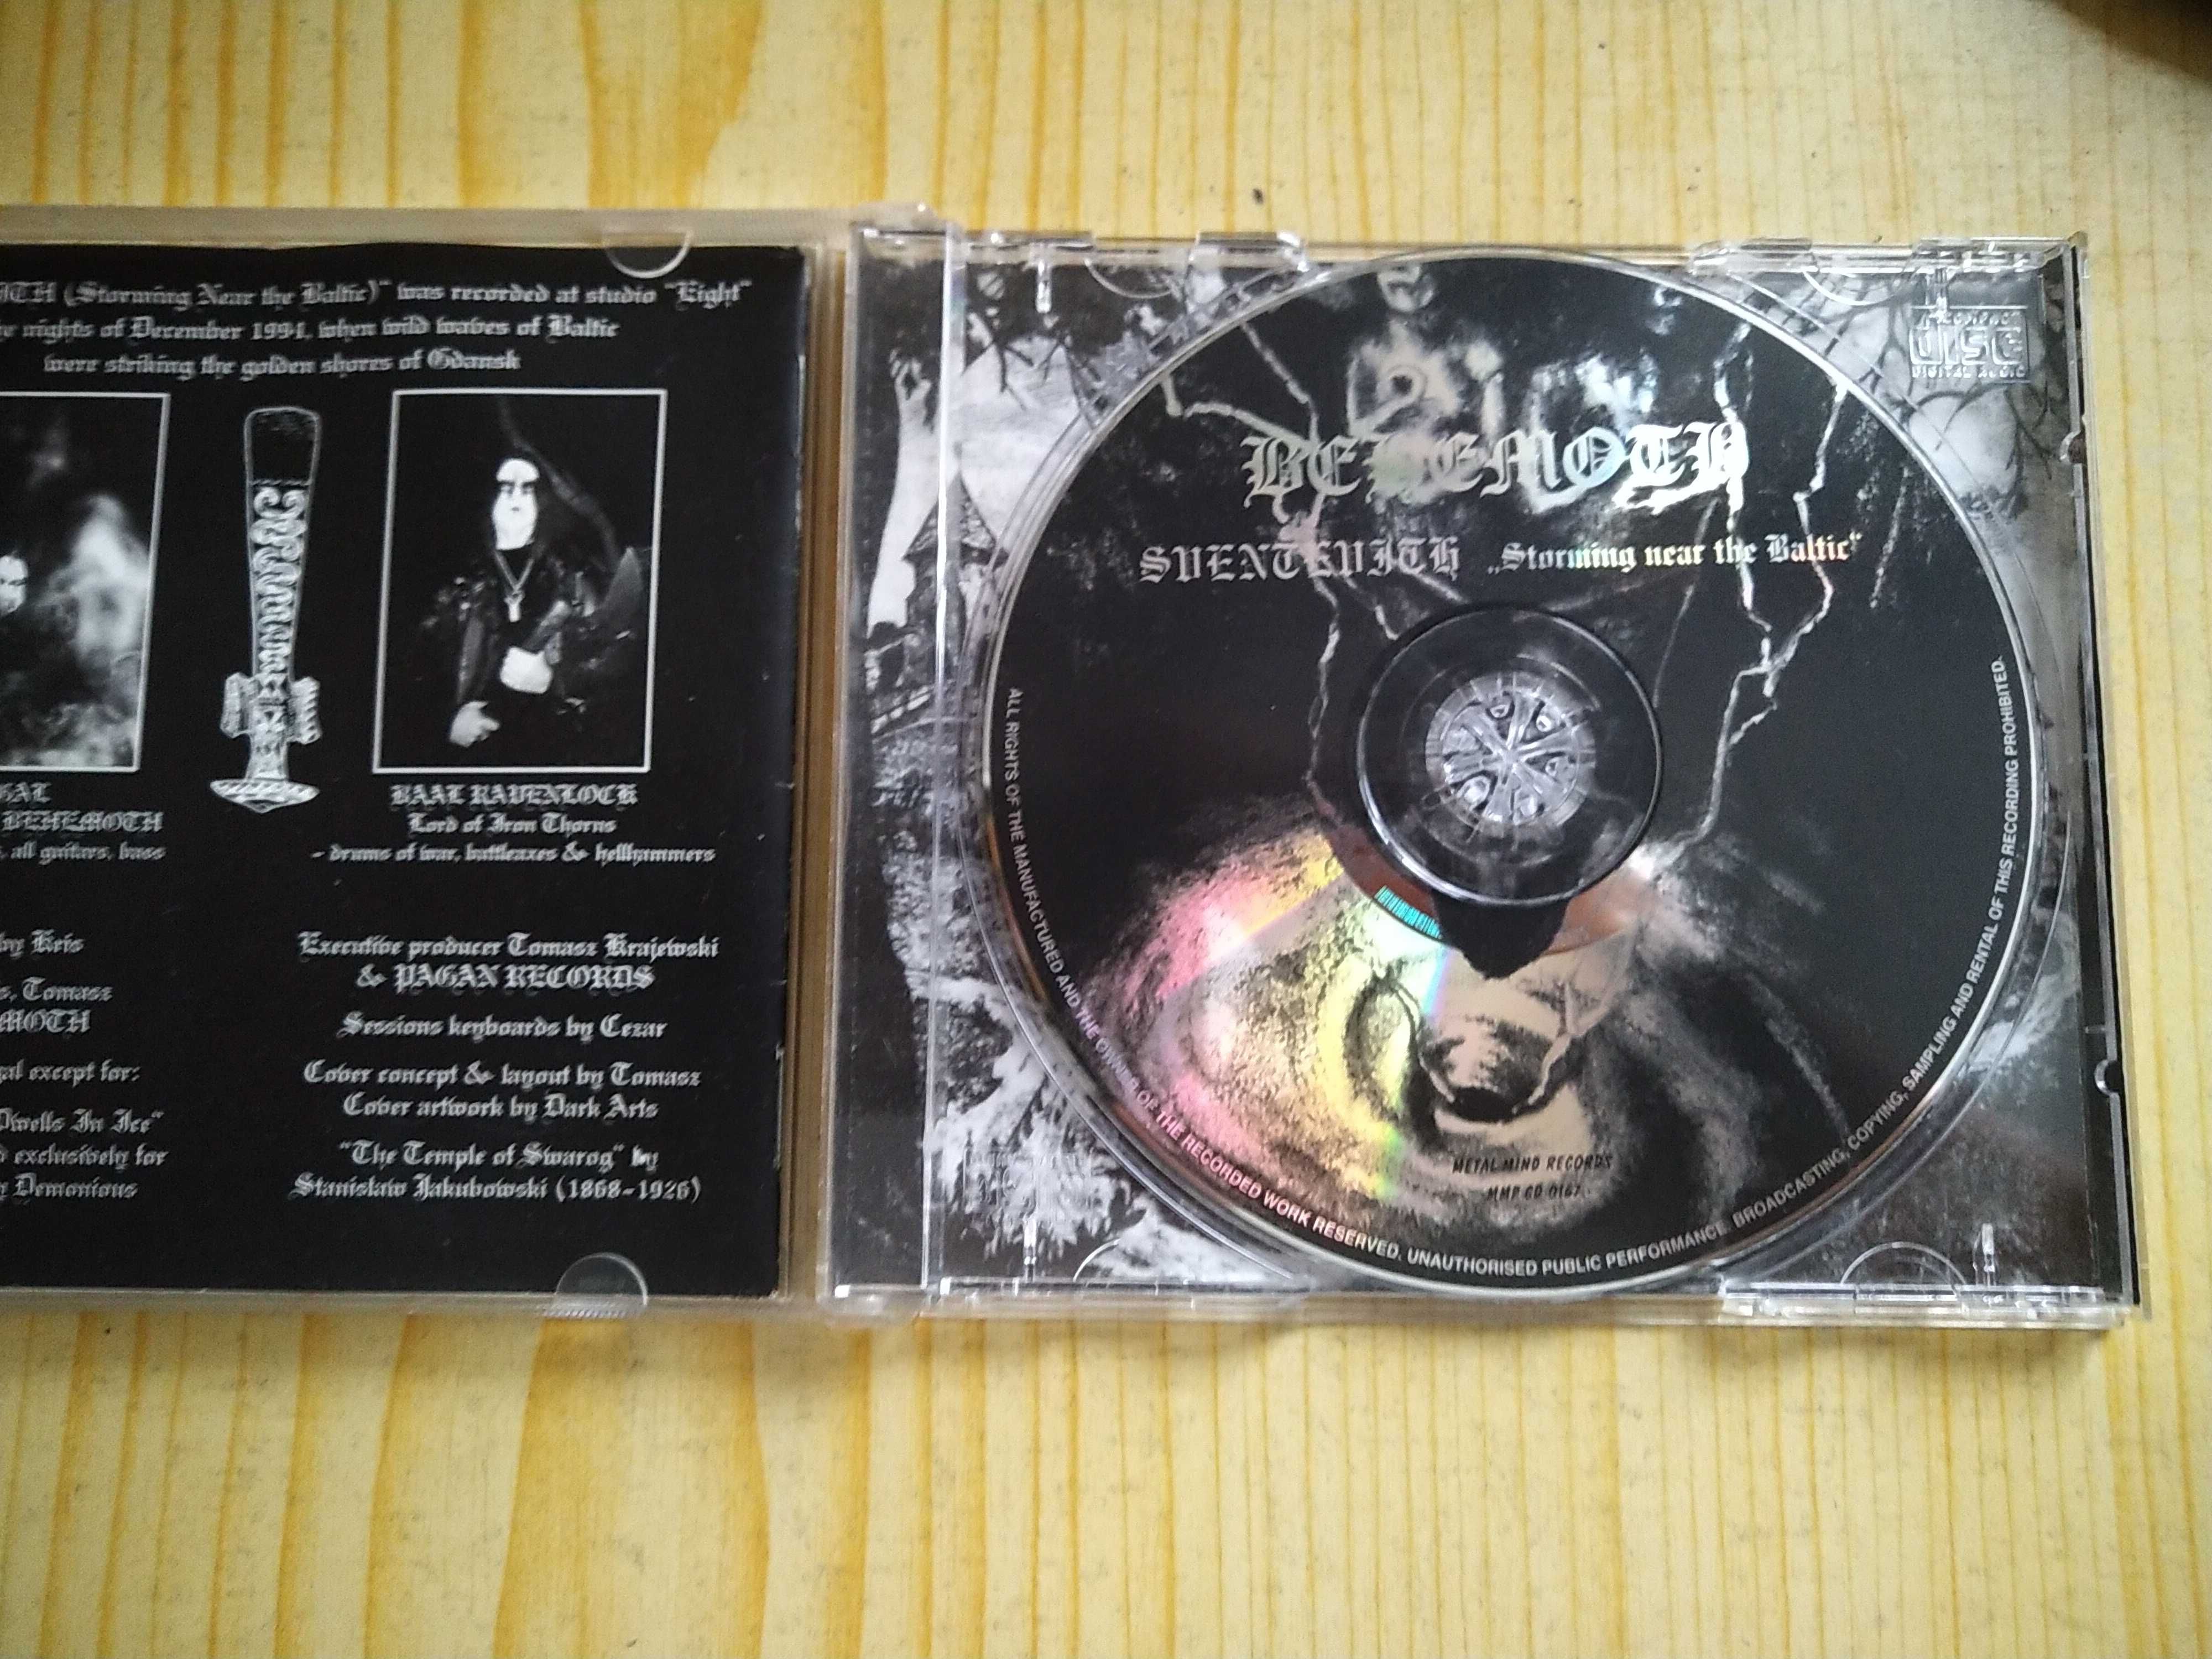 ITH (Storming Near the Baltic)" was recorded at studio "Eight"
nights of December 1994, when wild waves of Baltic
were striking the golden shores of Gdansk
GAL
BEHEMOTH
, all guitars, bass
BAAL RAVENLOCK
Lord of Iron Thorns
- drums of war, battleaxes & hellhammers
by Kris
s, Tomasz
MOTH
al except for:
Dwells In Ice"
exclusively for
Demonious
Executive producer Tomasz Krajewski
& PAGAN RECORDS
Sessions keyboards by Cezar
Cover concept & layout by Tomasz
Cover artwork by Dark Arts
"The Temple of Swarog" by
Stanislaw Jakubowski (1868-1926)
COMPACT
DISC
DIGITAL AUDIO
BEHEMOTH
SVENTEVITH „Storming near the Baltic"
METAL MIND RECORDS
MMP CD 0167
ALL RIGHTS OF THE MANUFACTURED AND THE OWNER OF THE RECORDED WORK RESERVED. UNAUTHORISED PUBLIC PERFORMANCE. BROADCASTING, COPYING, SAMPLING AND RENTAL OF THIS RECORDING PROHIBITED.